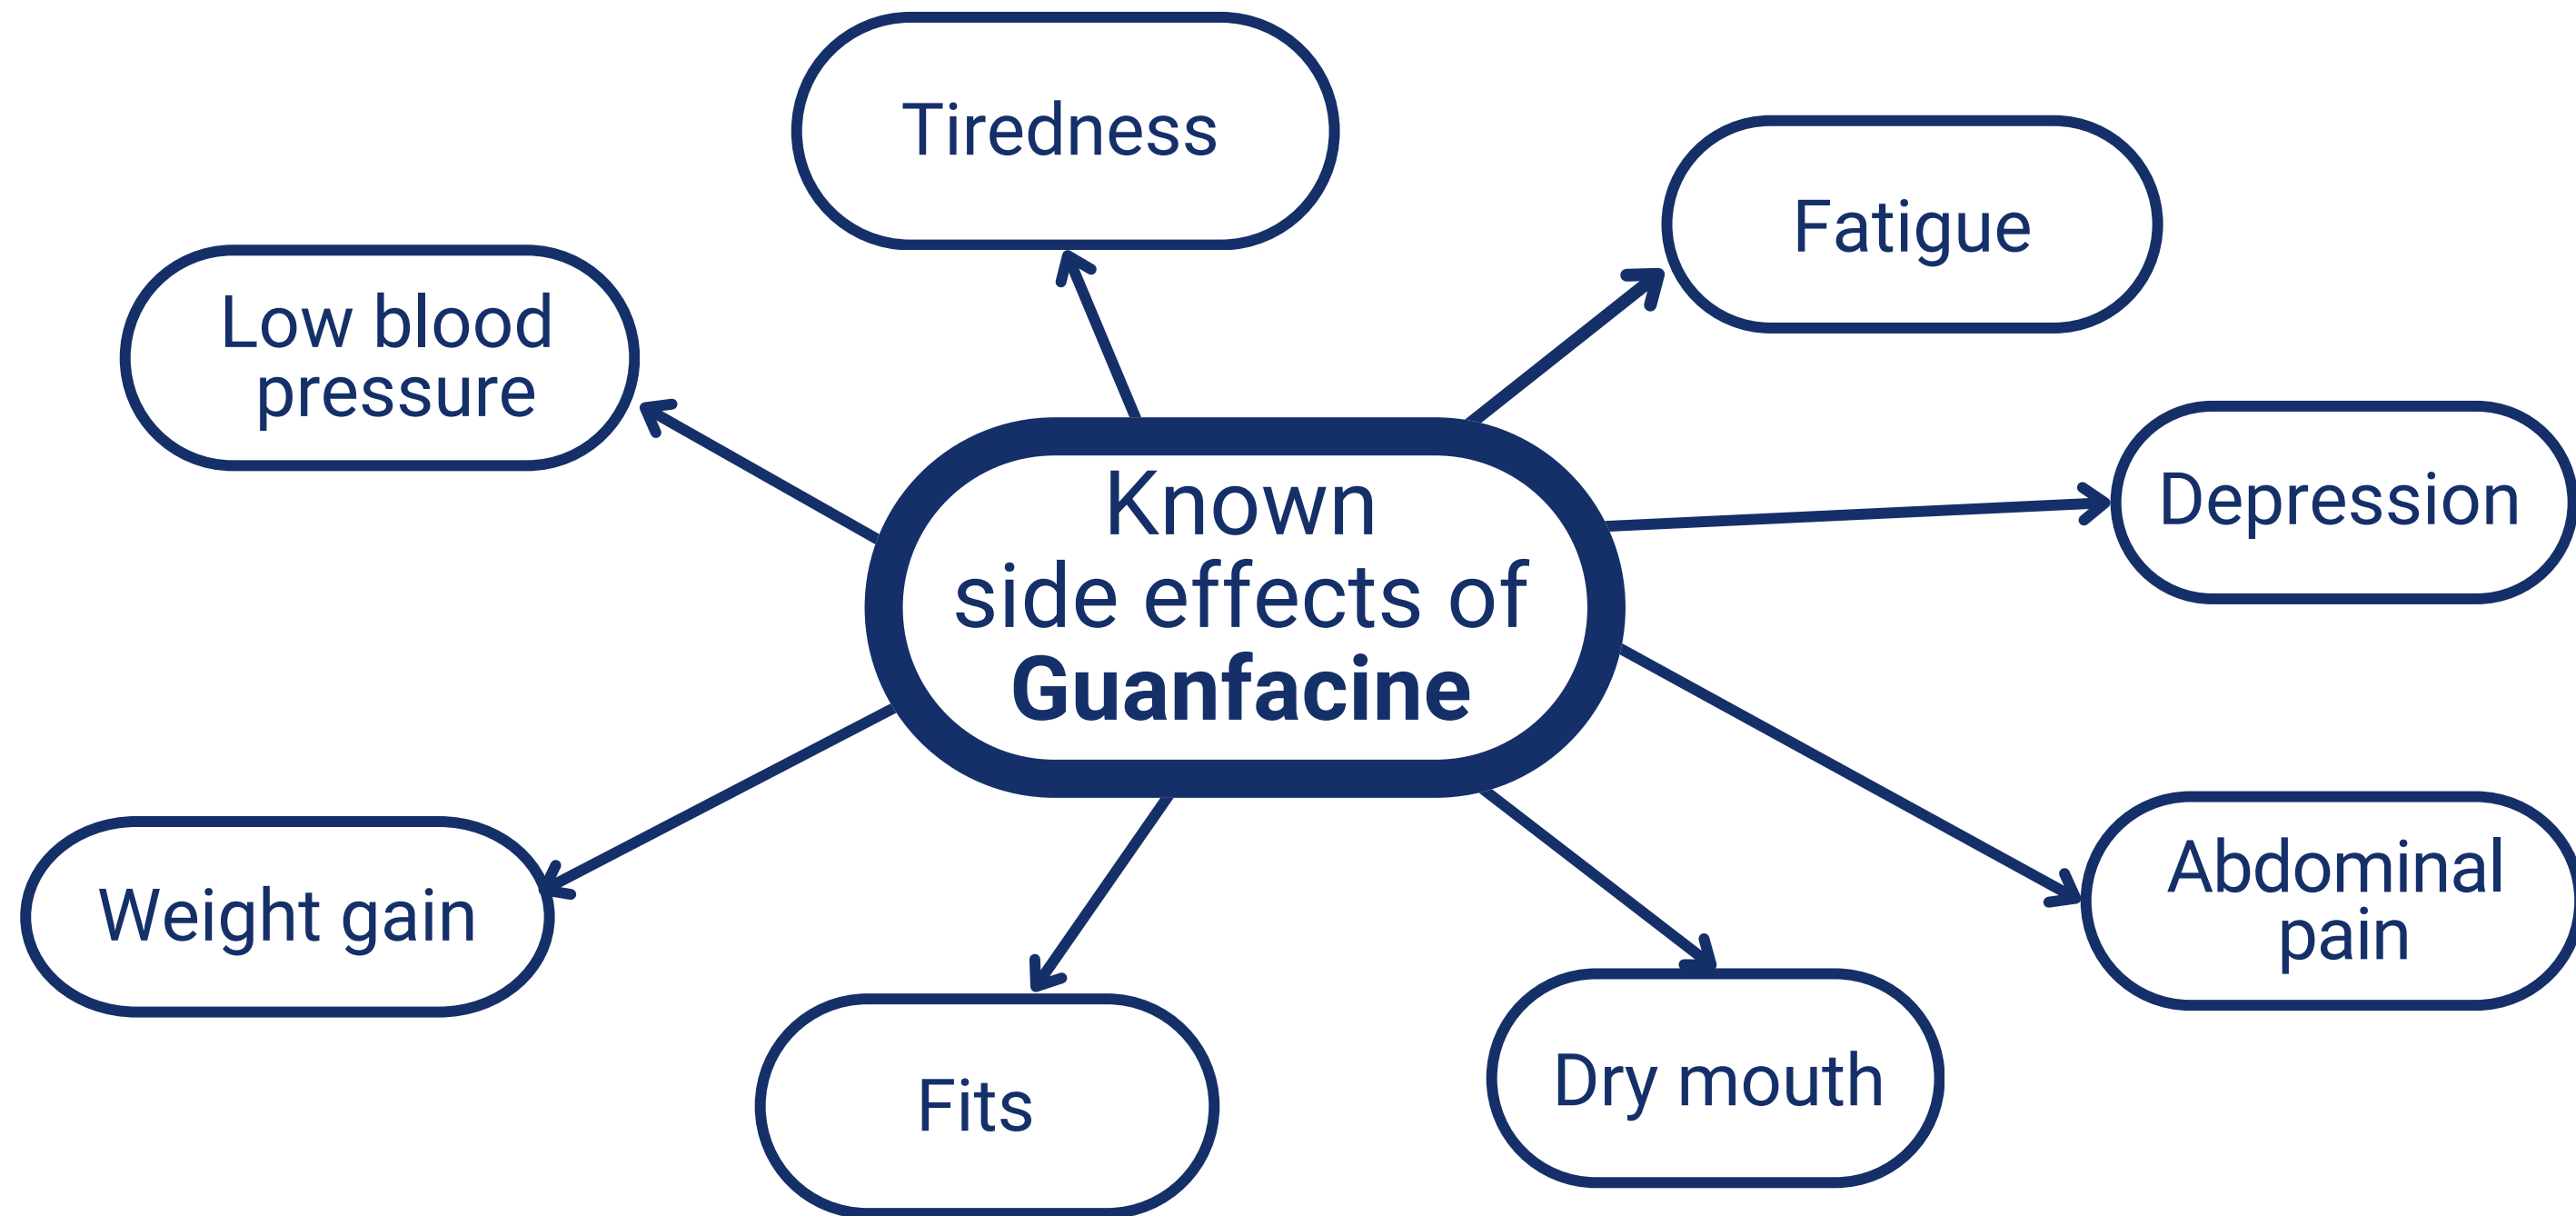 Tiredness
Fatigue
Low blood
pressure
Known
side effects of
Guanfacine
Depression
Abdominal
pain
Weight gain
Fits
Dry mouth